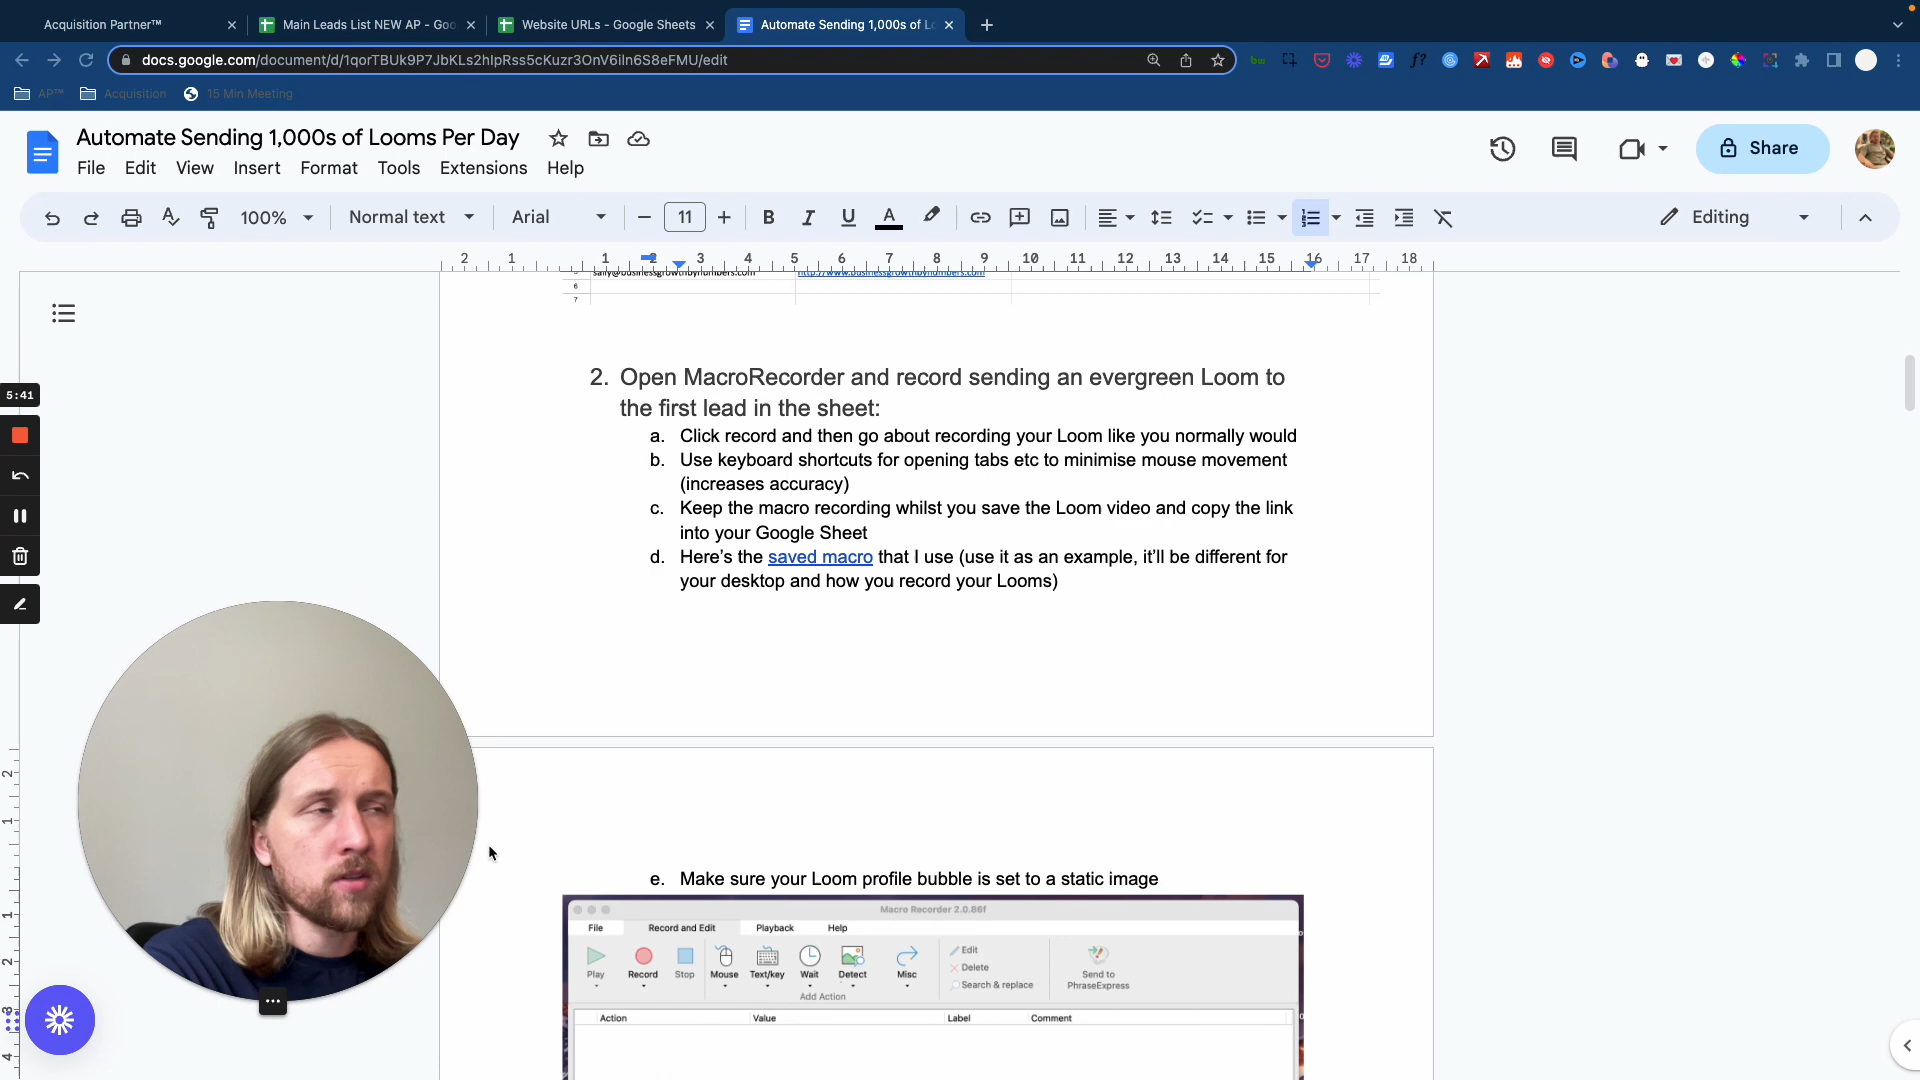 Acquisition Partner™
Main Leads List NEW AP - Goo
Website URLs - Google Sheets
Automate Sending 1,000s of Lo
docs.google.com/document/d/1qorTBUk9P7JbKLs2hlpRss5cKuzr3OnV6iln6S8eFMU/edit
AP™ Acquisition 15 Min Meeting
Automate Sending 1,000s of Looms Per Day
File Edit View Insert Format Tools Extensions Help
Share
100% Normal text Arial 11 B I U A Editing
2 1 1 2 3 4 5 6 7 8 9 10 11 12 13 14 15 16 17 18
sally@businessgrowthbynumbers.com http://www.businessgrowthbynumbers.com
6
7
2. Open MacroRecorder and record sending an evergreen Loom to
the first lead in the sheet:
a. Click record and then go about recording your Loom like you normally would
b. Use keyboard shortcuts for opening tabs etc to minimise mouse movement
(increases accuracy)
c. Keep the macro recording whilst you save the Loom video and copy the link
into your Google Sheet
d. Here's the saved macro that I use (use it as an example, it'll be different for
your desktop and how you record your Looms)
5:41
e. Make sure your Loom profile bubble is set to a static image
Macro Recorder 2.0.86f
File Record and Edit Playback Help
Play Record Stop Mouse Text/key Wait Detect Misc
Edit
Delete
Search & replace
Send to
PhraseExpress
Add Action
Action Value Label Comment
2
1
1
2
3
4